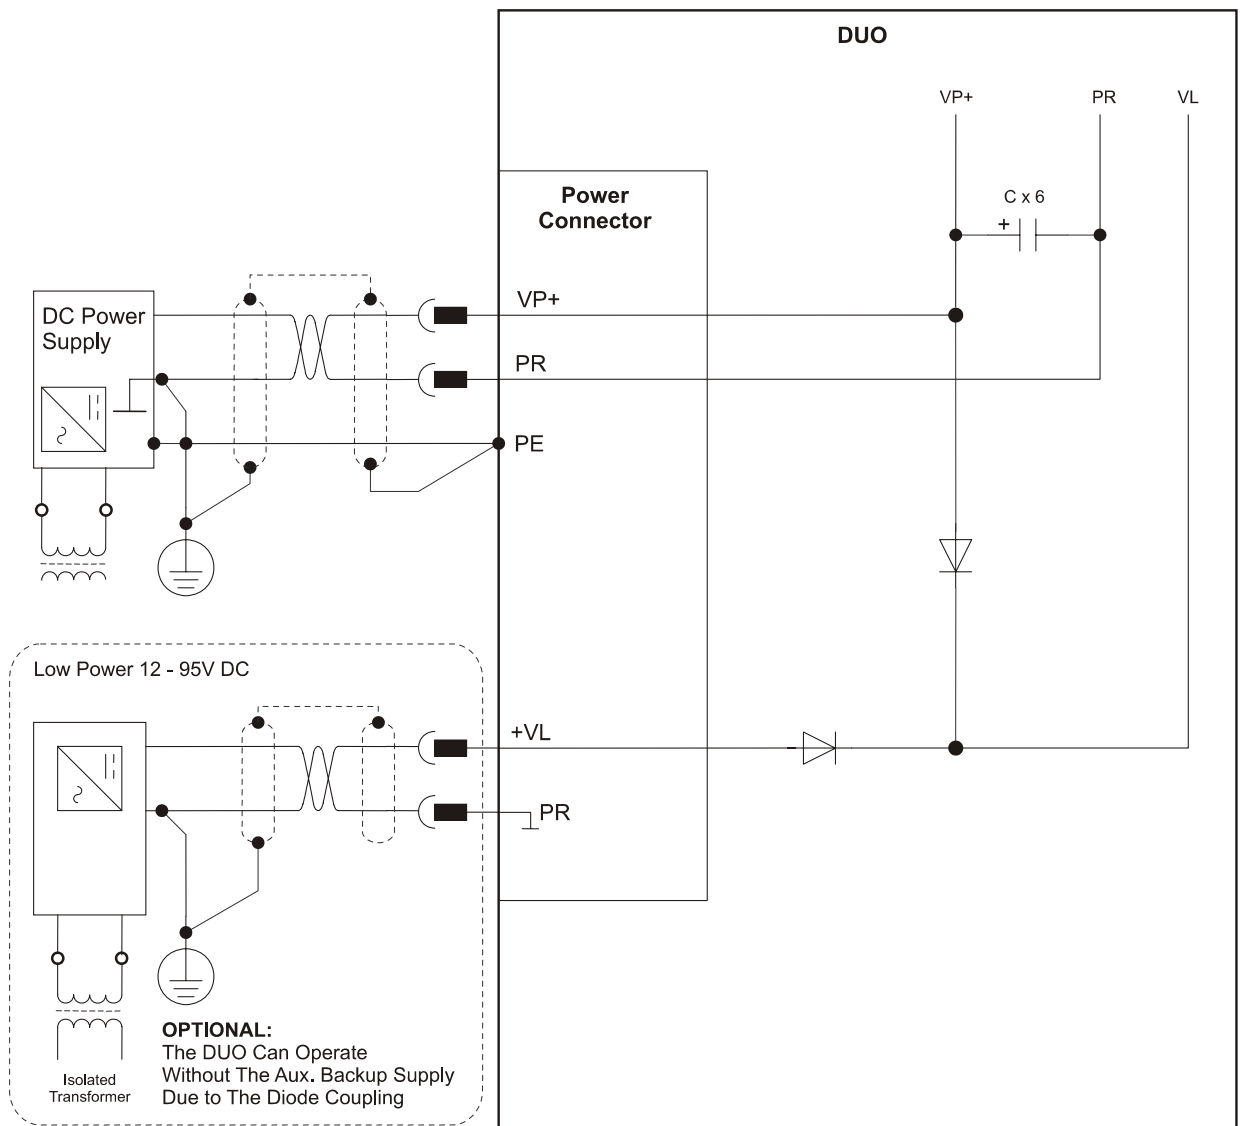 DUO
VP+
PR
VL
C x 6
+
Power
Connector
DC Power
Supply
VP+
PR
PE
Low Power 12 - 95V DC
+VL
PR
OPTIONAL:
The DUO Can Operate
Without The Aux. Backup Supply
Due to The Diode Coupling
Isolated
Transformer